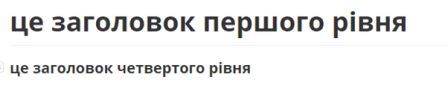 це заголовок першого рівня
це заголовок четвертого рівня